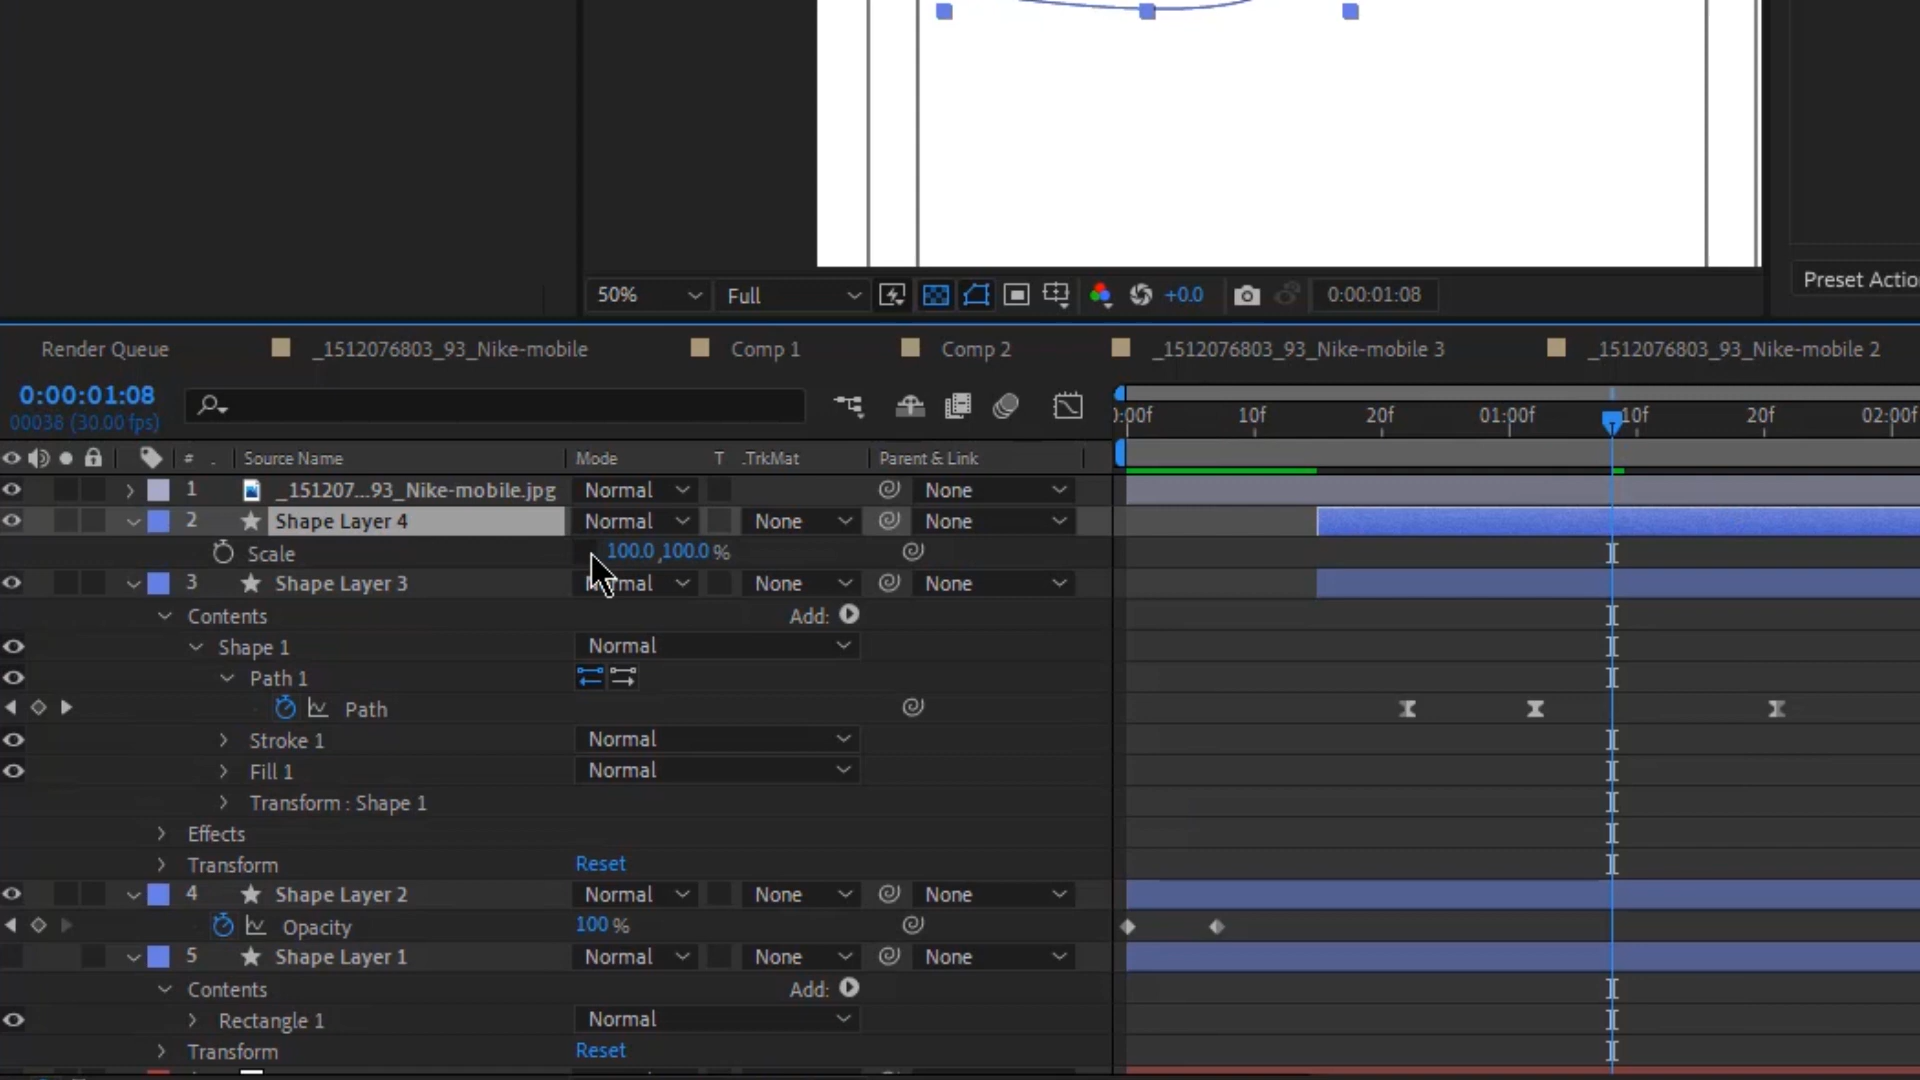 50% Full +0.0 0:00:01:08
Preset Actio
Render Queue _1512076803_93_Nike-mobile Comp 1 Comp 2 _1512076803_93_Nike-mobile 3 _1512076803_93_Nike-mobile 2
0:00:01:08
00038 (30.00 fps)
):00f 10f 20f 01:00f 10f 20f 02:00f
# . Source Name Mode T .TrkMat Parent & Link
1 _151207...93_Nike-mobile.jpg Normal None
2 Shape Layer 4 Normal None None
Scale 100.0,100.0 %
3 Shape Layer 3 Normal None None
Contents Add:
Shape 1 Normal
Path 1
Path
Stroke 1 Normal
Fill 1 Normal
Transform : Shape 1
Effects
Transform Reset
4 Shape Layer 2 Normal None None
Opacity 100 %
5 Shape Layer 1 Normal None None
Contents Add:
Rectangle 1 Normal
Transform Reset